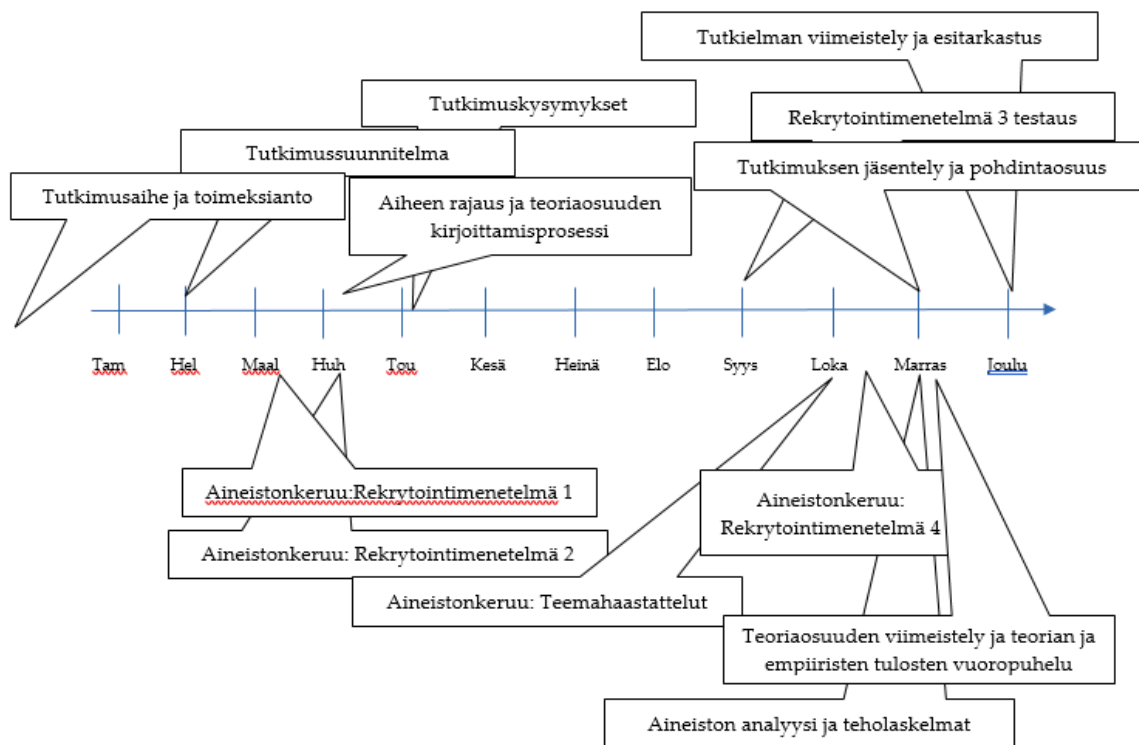 Tutkielman viimeistely ja esitarkastus
Tutkimuskysymykset
Rekrytointimenetelmä 3 testaus
Tutkimussuunnitelma
Tutkimuksen jäsentely ja pohdintaosuus
Tutkimusaihe ja toimeksianto
Aiheen rajaus ja teoriaosuuden
kirjoittamisprosessi
Tam Hel Maal Huh Tou Kesä Heinä Elo Syys Loka Marras Joulu
Aineistonkeruu:Rekrytointimenetelmä 1
Aineistonkeruu:
Rekrytointimenetelmä 4
Aineistonkeruu: Rekrytointimenetelmä 2
Aineistonkeruu: Teemahaastattelut
Teoriaosuuden viimeistely ja teorian ja
empiiristen tulosten vuoropuhelu
Aineiston analyysi ja teholaskelmat